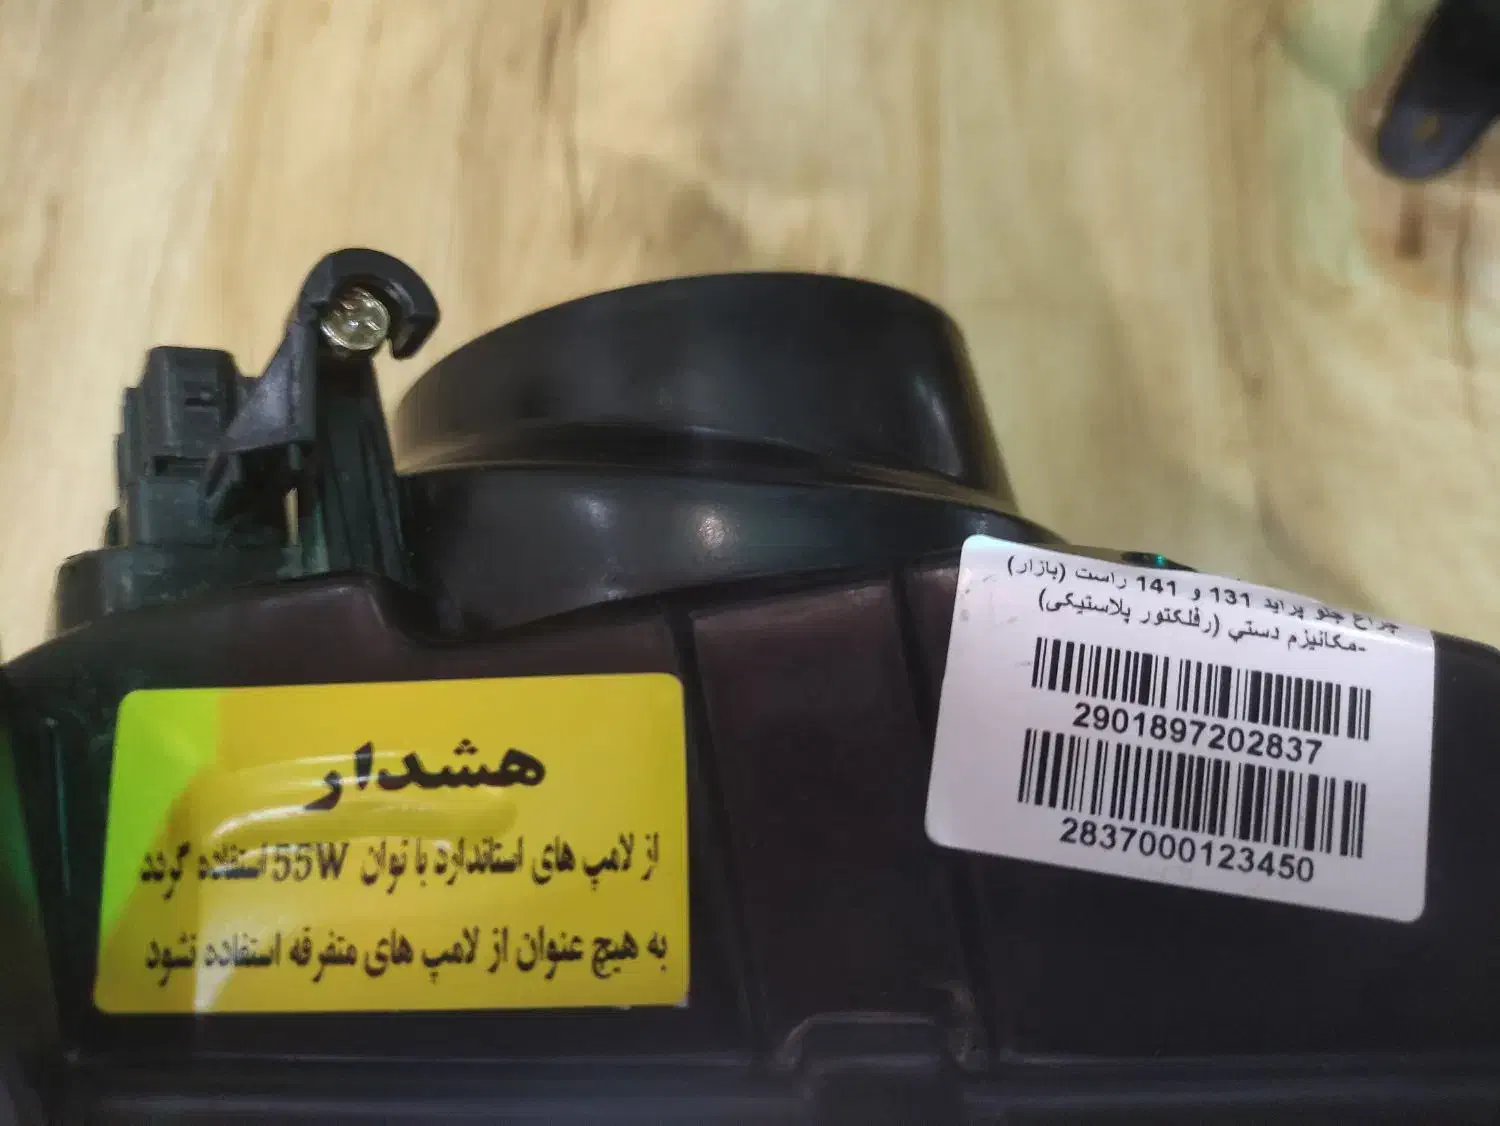 هشدار
از لامپ های استاندارد با توان 55W استفاده گردد
به هیچ عنوان از لامپ های متفرقه استفاده نشود
چراغ جلو پراید 131 و 141 راست (بازار)
-مکانیزم دستي (رفلکتور پلاستیکی)
2901897202837
2837000123450